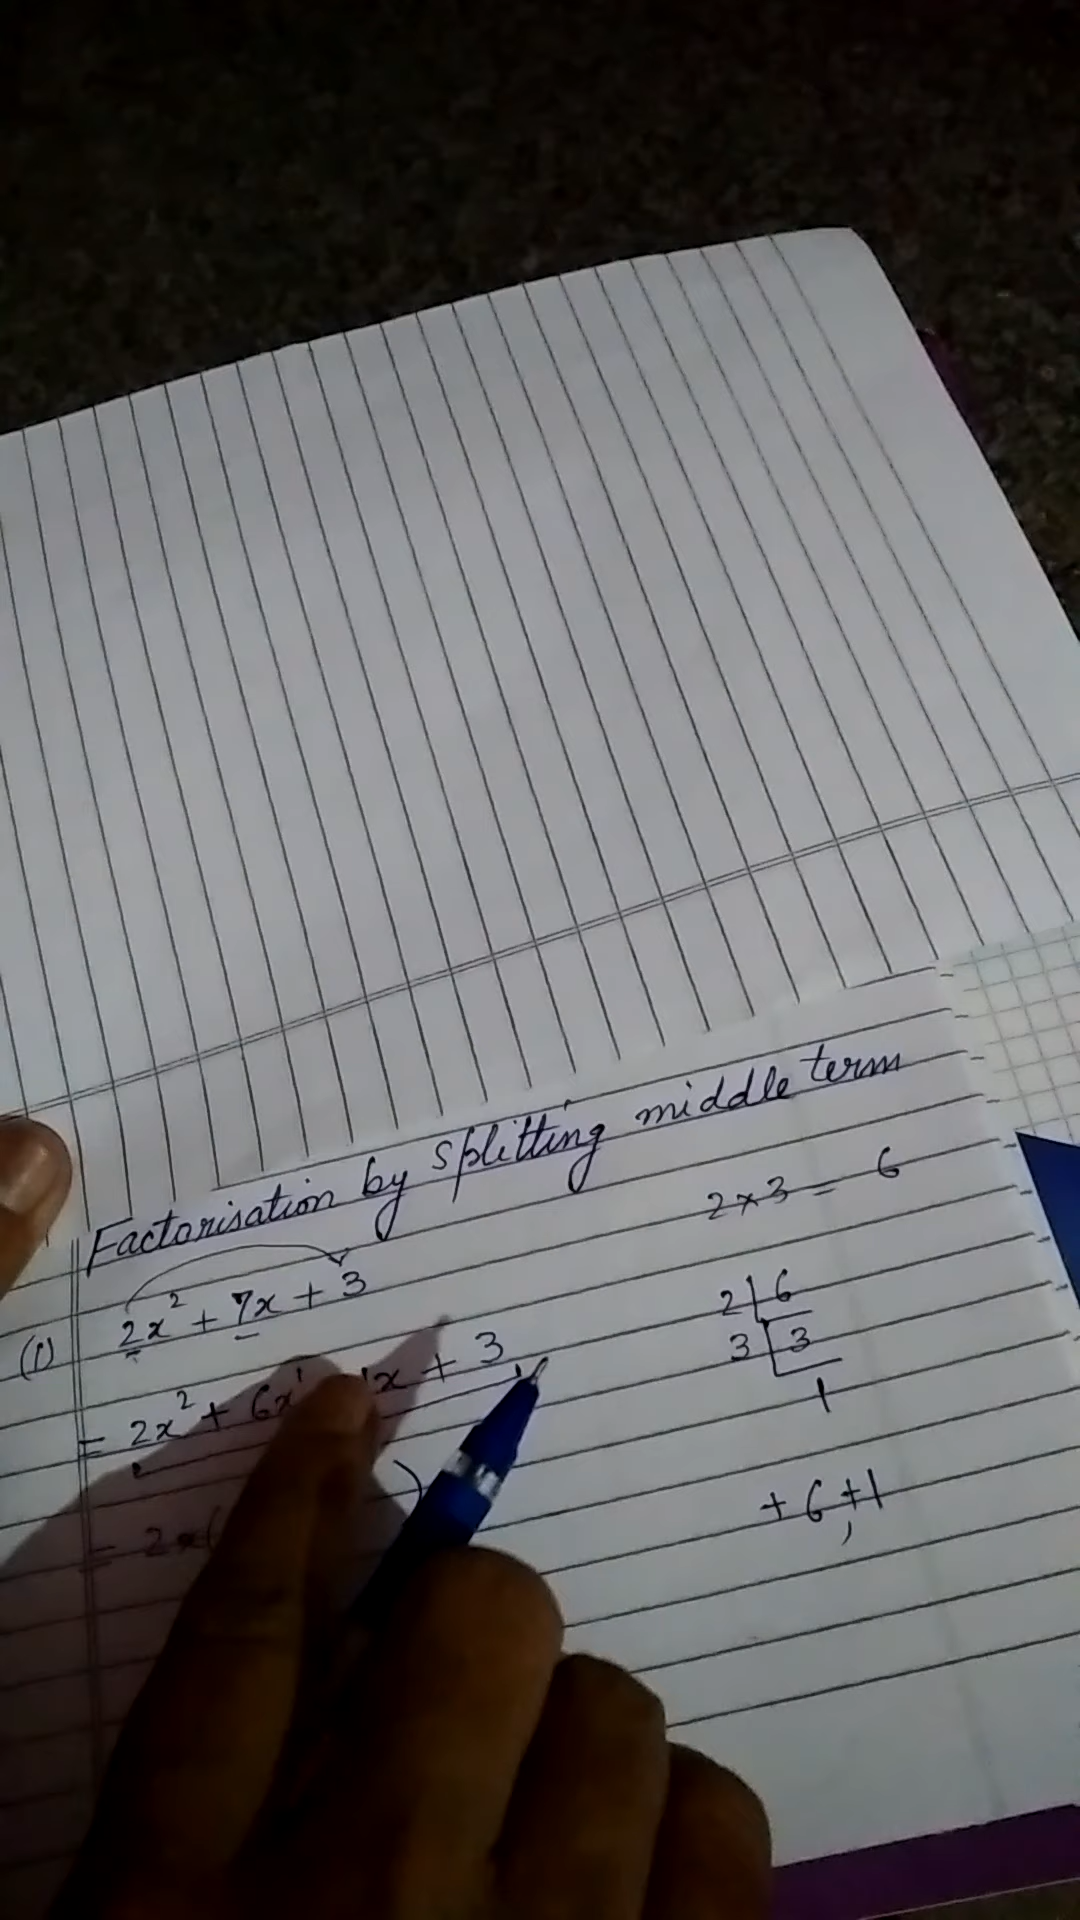 Factorisation by splitting middle term
(1) 2x² + 7x + 3
= 2x² + 6x x + 3
= 2x( )
2 × 3 = 6
2 | 6
3 | 3
1
+ 6, +1